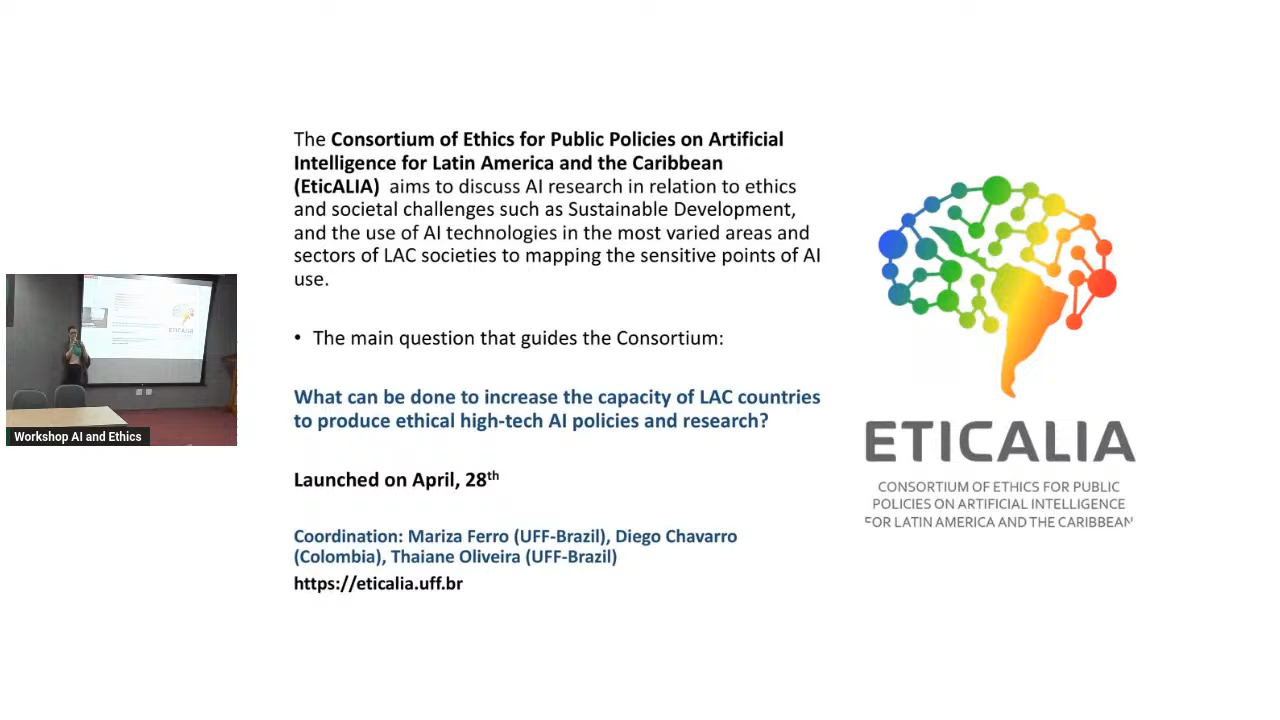 The Consortium of Ethics for Public Policies on Artificial
Intelligence for Latin America and the Caribbean
(EticALIA) aims to discuss AI research in relation to ethics
and societal challenges such as Sustainable Development,
and the use of AI technologies in the most varied areas and
sectors of LAC societies to mapping the sensitive points of AI
use.
• The main question that guides the Consortium:
What can be done to increase the capacity of LAC countries
to produce ethical high-tech AI policies and research?
Launched on April, 28th
Coordination: Mariza Ferro (UFF-Brazil), Diego Chavarro
(Colombia), Thaiane Oliveira (UFF-Brazil)
https://eticalia.uff.br
ETICALIA
CONSORTIUM OF ETHICS FOR PUBLIC
POLICIES ON ARTIFICIAL INTELLIGENCE
FOR LATIN AMERICA AND THE CARIBBEAN
Workshop AI and Ethics